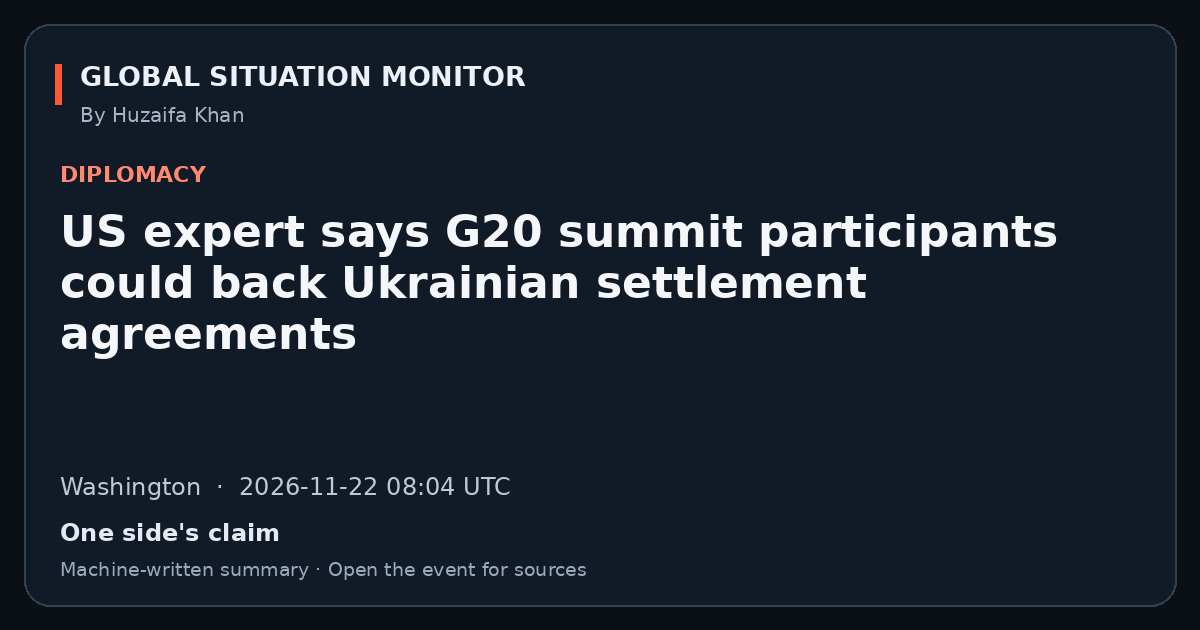 GLOBAL SITUATION MONITOR
By Huzaifa Khan
DIPLOMACY
US expert says G20 summit participants
could back Ukrainian settlement
agreements
Washington · 2026-11-22 08:04 UTC
One side's claim
Machine-written summary · Open the event for sources